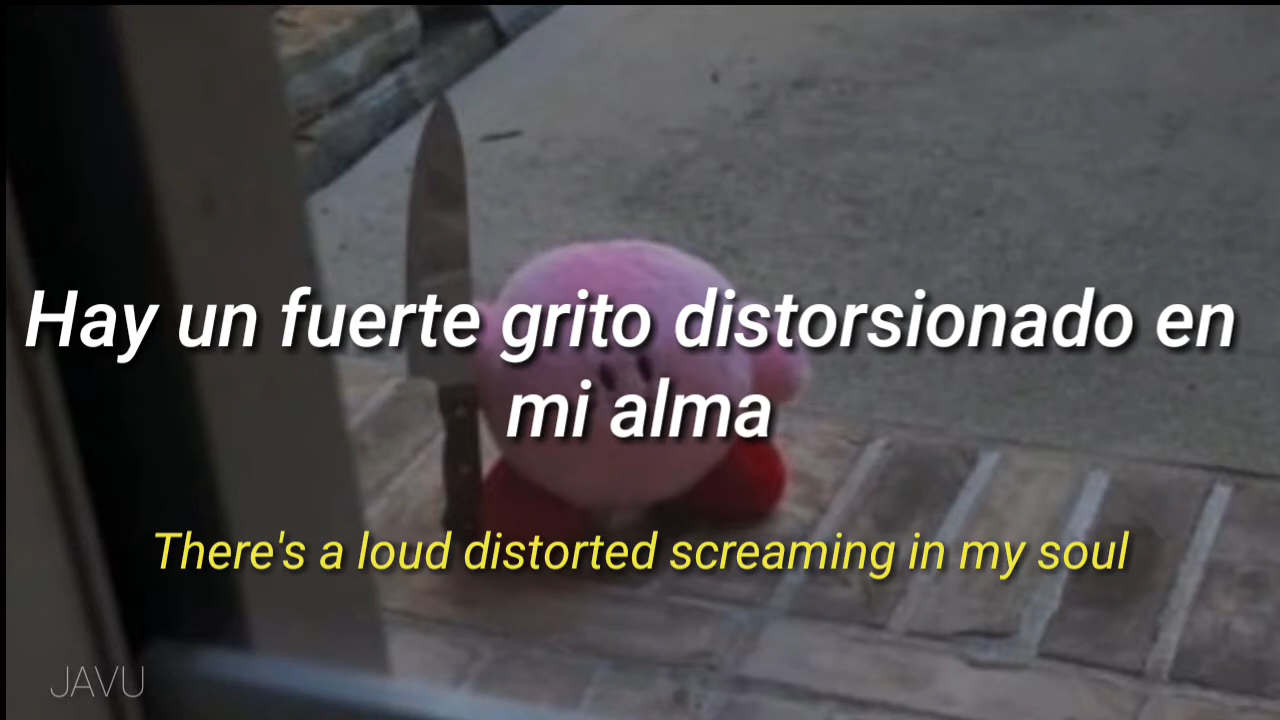 Hay un fuerte grito distorsionado en
mi alma
There's a loud distorted screaming in my soul
JAVU